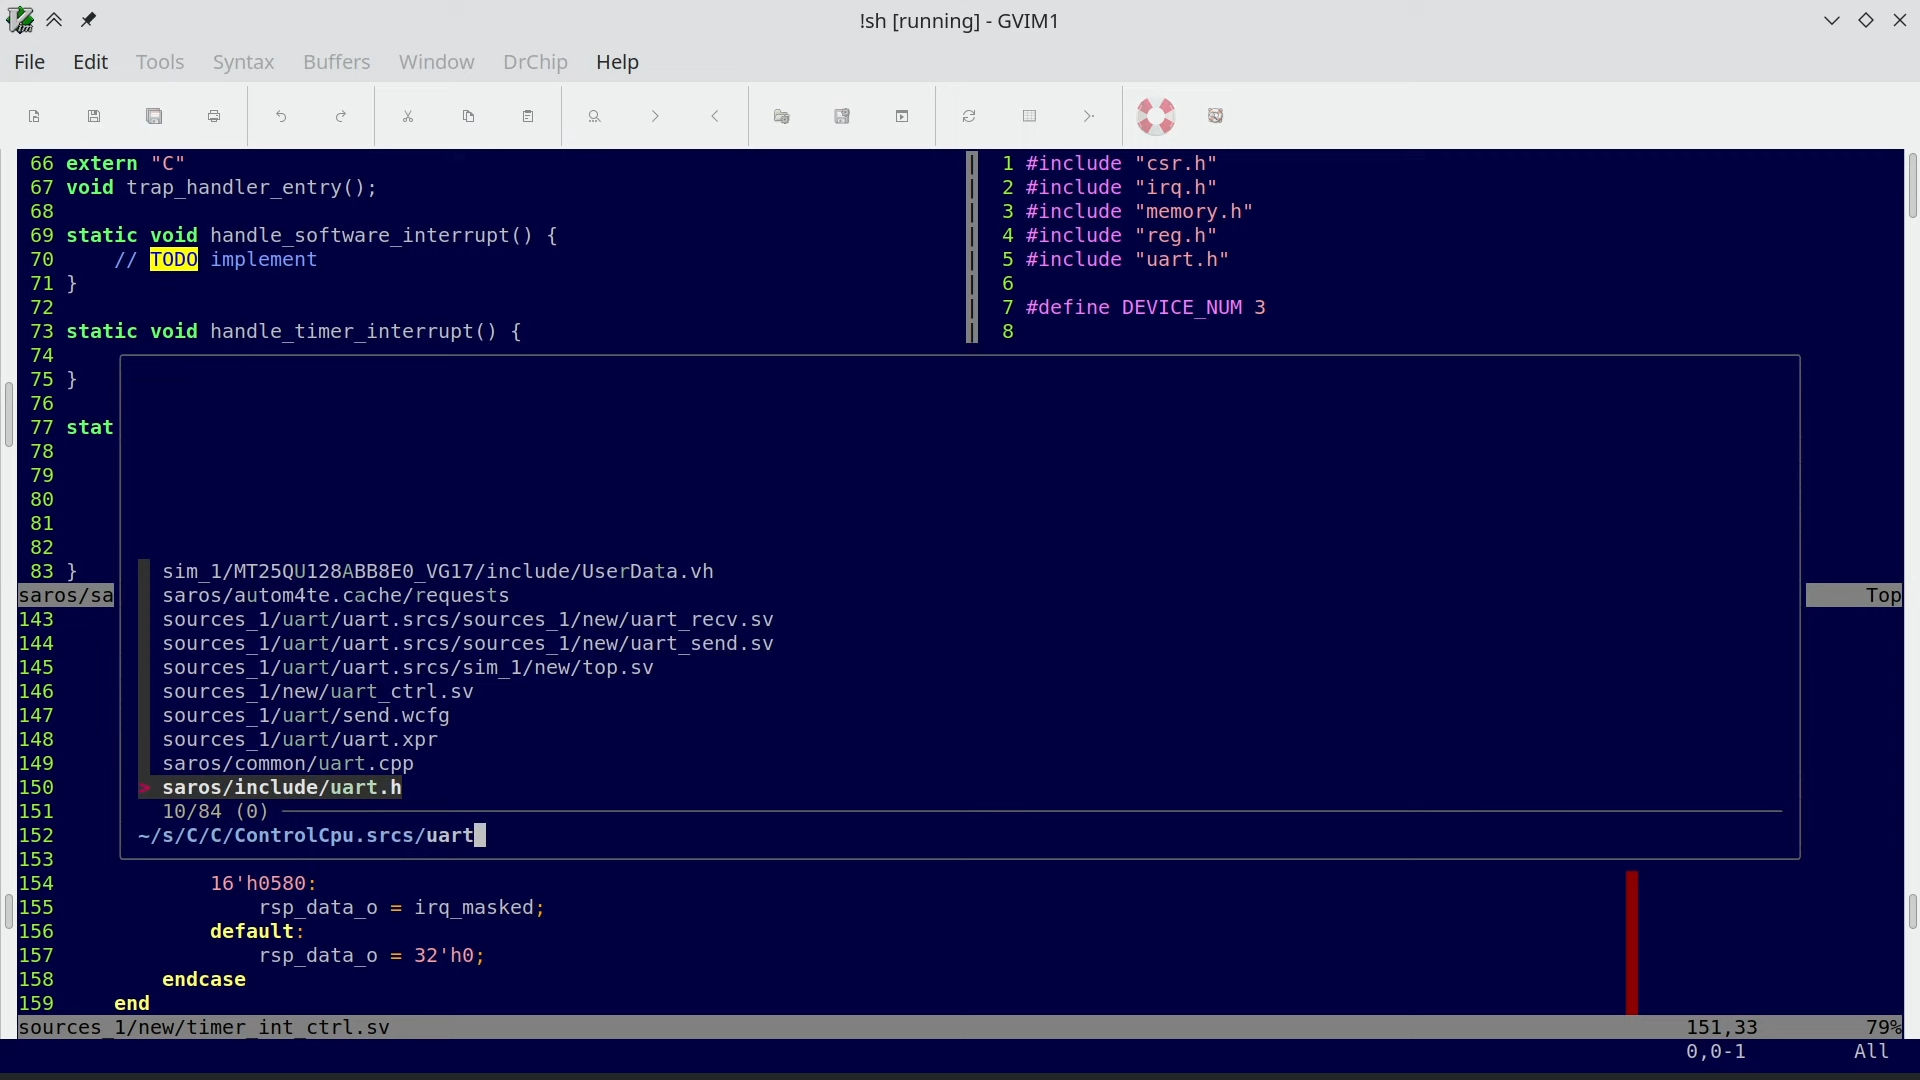 !sh [running] - GVIM1
File Edit Tools Syntax Buffers Window DrChip Help
66 extern "C"
67 void trap_handler_entry();
68
69 static void handle_software_interrupt() {
70     // TODO implement
71 }
72
73 static void handle_timer_interrupt() {
74
75 }
76
77 stat
78
79
80
81
82
83 }
1 #include "csr.h"
2 #include "irq.h"
3 #include "memory.h"
4 #include "reg.h"
5 #include "uart.h"
6
7 #define DEVICE_NUM 3
8
sim_1/MT25QU128ABB8E0_VG17/include/UserData.vh
saros/autom4te.cache/requests
sources_1/uart/uart.srcs/sources_1/new/uart_recv.sv
sources_1/uart/uart.srcs/sources_1/new/uart_send.sv
sources_1/uart/uart.srcs/sim_1/new/top.sv
sources_1/new/uart_ctrl.sv
sources_1/uart/send.wcfg
sources_1/uart/uart.xpr
saros/common/uart.cpp
> saros/include/uart.h
10/84 (0)
~/s/C/C/ControlCpu.srcs/uart
saros/sa Top
143
144
145
146
147
148
149
150
151
152
153
154             16'h0580:
155                 rsp_data_o = irq_masked;
156             default:
157                 rsp_data_o = 32'h0;
158         endcase
159     end
sources_1/new/timer_int_ctrl.sv 151,33 79%
0,0-1 All